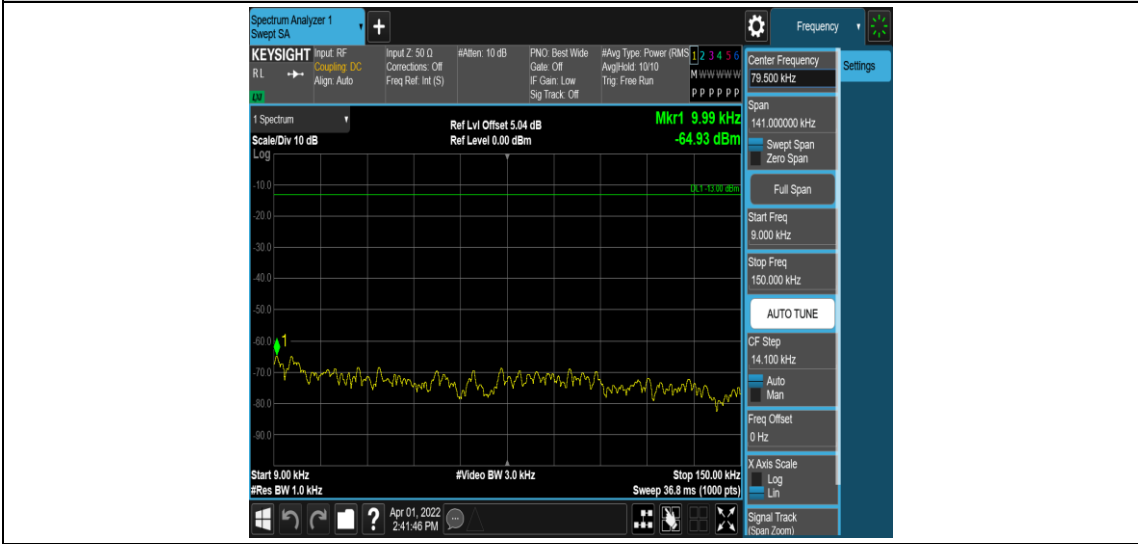 Spectrum Analyzer 1
Swept SA
+
Frequency
KEYSIGHT
RL
Input: RF
Coupling: DC
Align: Auto
Input Z: 50 Ω
Corrections: Off
Freq Ref: Int (S)
#Atten: 10 dB
PNO: Best Wide
Gate: Off
IF Gain: Low
Sig Track: Off
#Avg Type: Power (RMS
Avg|Hold: 10/10
Trig: Free Run
1 2 3 4 5 6
M W W W W W
P P P P P P
1 Spectrum
Scale/Div 10 dB
Log
Ref Lvl Offset 5.04 dB
Ref Level 0.00 dBm
Mkr1 9.99 kHz
-64.93 dBm
DL1 -13.00 dBm
-10.0
-20.0
-30.0
-40.0
-50.0
-60.0
1
-70.0
-80.0
-90.0
Start 9.00 kHz
#Res BW 1.0 kHz
#Video BW 3.0 kHz
Stop 150.00 kHz
Sweep 36.8 ms (1000 pts)
?
Apr 01, 2022
2:41:46 PM
Center Frequency
79.500 kHz
Settings
Span
141.000000 kHz
Swept Span
Zero Span
Full Span
Start Freq
9.000 kHz
Stop Freq
150.000 kHz
AUTO TUNE
CF Step
14.100 kHz
Auto
Man
Freq Offset
0 Hz
X Axis Scale
Log
Lin
Signal Track
(Span Zoom)